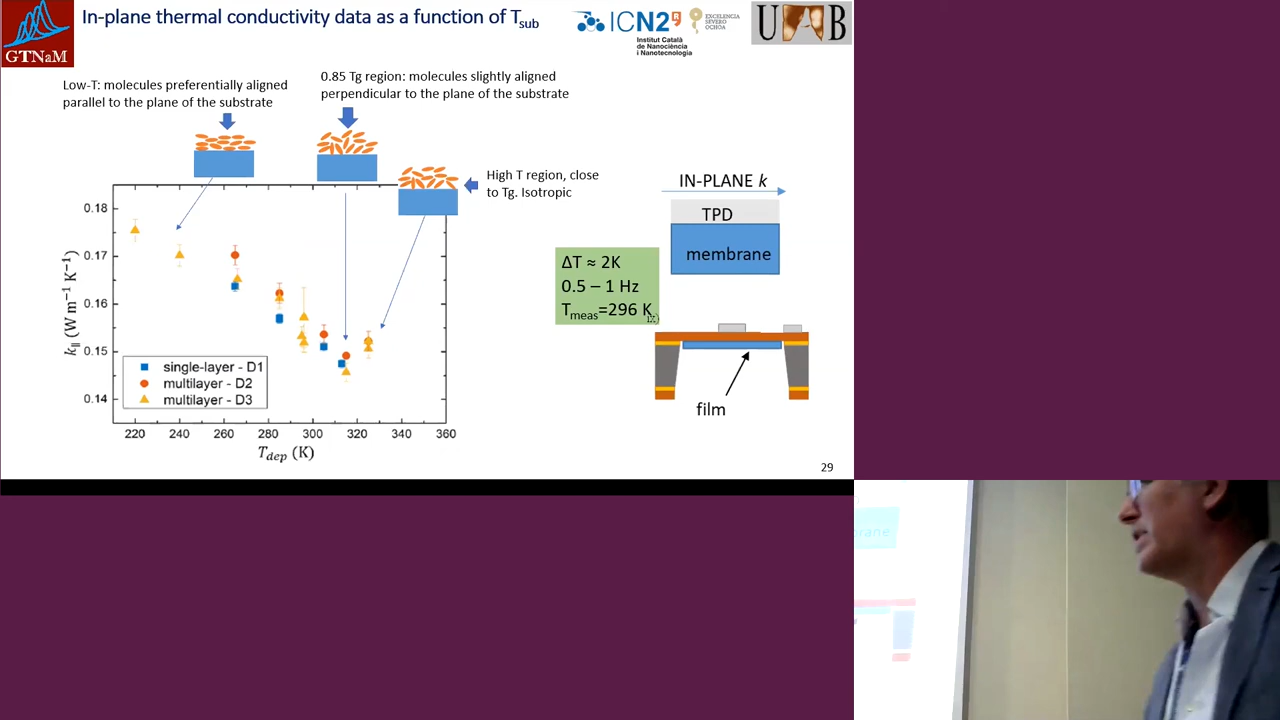 In-plane thermal conductivity data as a function of Tsub
GTNaM
ICN2
Institut Català
de Nanociència
i Nanotecnologia
EXCELENCIA
SEVERO
OCHOA
UAB
Low-T: molecules preferentially aligned
parallel to the plane of the substrate
0.85 Tg region: molecules slightly aligned
perpendicular to the plane of the substrate
High T region, close
to Tg. Isotropic
0.18
0.17
0.16
0.15
0.14
k∥ (W m−1 K−1)
single-layer - D1
multilayer - D2
multilayer - D3
220 240 260 280 300 320 340 360
Tdep (K)
IN-PLANE k
TPD
membrane
ΔT ≈ 2K
0.5 – 1 Hz
Tmeas=296 K
film
29